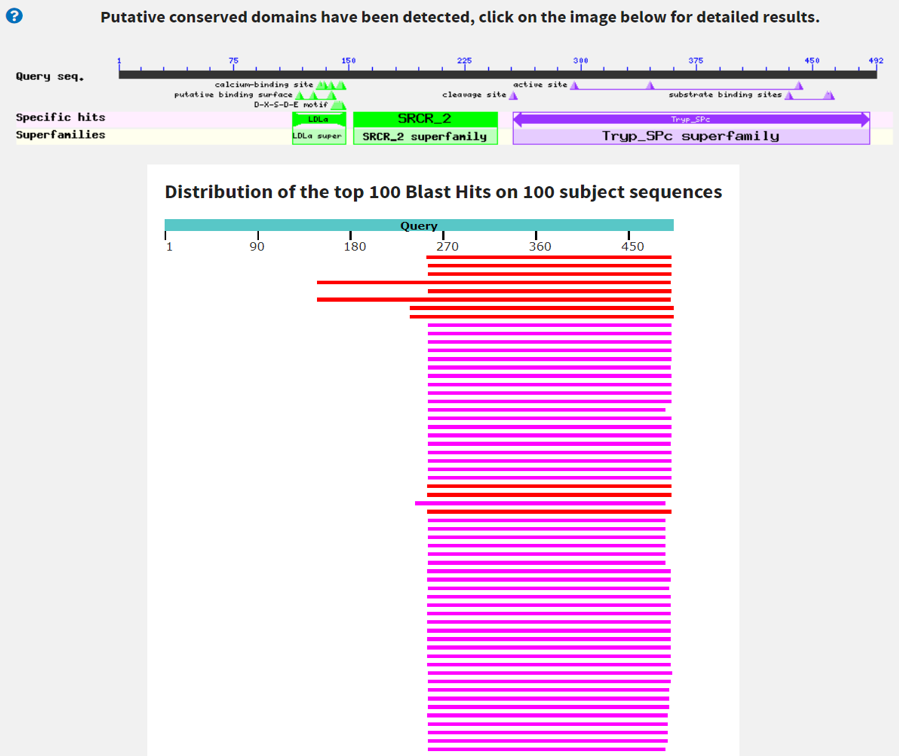 Putative conserved domains have been detected, click on the image below for detailed results.
1 75 150 225 300 375 450 492
Query seq.
calcium-binding site active site
putative binding surface cleavage site substrate binding sites
D-X-S-D-E motif
Specific hits LDLa SRCR_2 Tryp_SPc
Superfamilies LDLa super SRCR_2 superfamily Tryp_SPc superfamily
Distribution of the top 100 Blast Hits on 100 subject sequences
Query
1 90 180 270 360 450